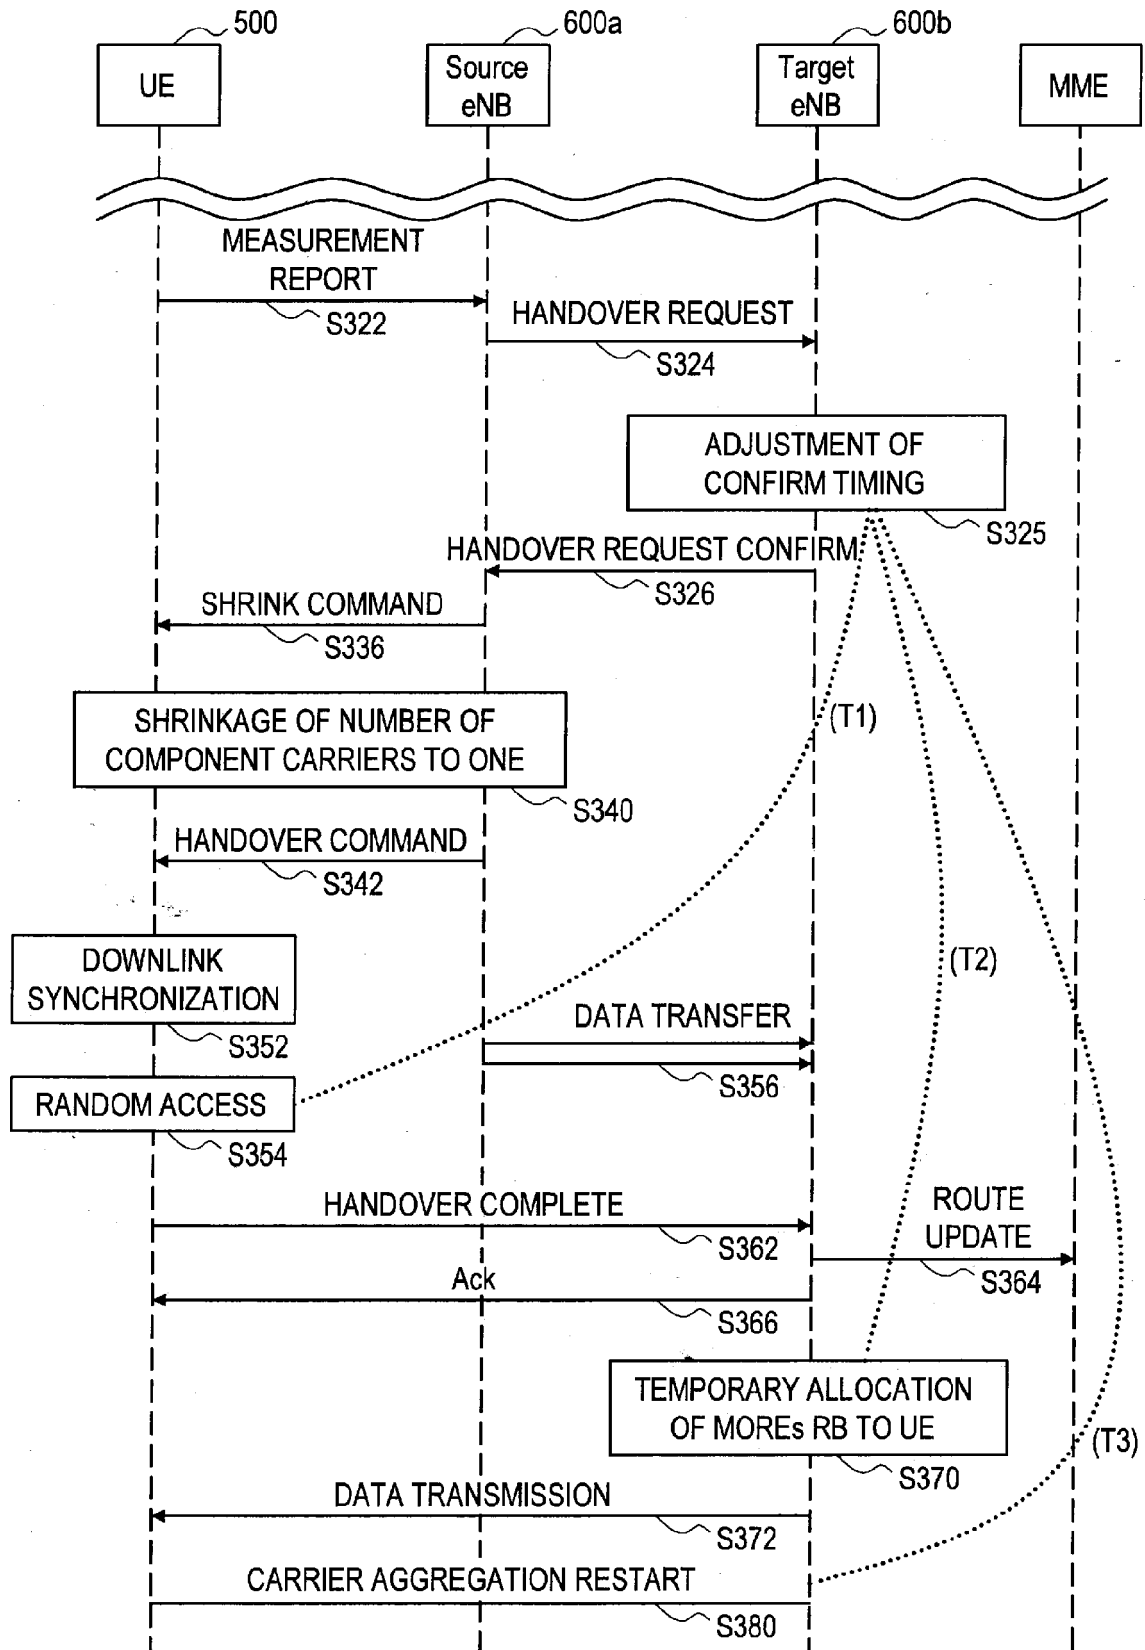 500
600a
600b
UE
Source
eNB
Target
eNB
MME
MEASUREMENT
REPORT
S322
HANDOVER REQUEST
S324
ADJUSTMENT OF
CONFIRM TIMING
S325
HANDOVER REQUEST CONFIRM
S326
SHRINK COMMAND
S336
SHRINKAGE OF NUMBER OF
COMPONENT CARRIERS TO ONE
S340
(T1)
HANDOVER COMMAND
S342
DOWNLINK
SYNCHRONIZATION
S352
(T2)
DATA TRANSFER
S356
RANDOM ACCESS
S354
HANDOVER COMPLETE
S362
ROUTE
UPDATE
S364
Ack
S366
TEMPORARY ALLOCATION
OF MOREs RB TO UE
S370
(T3)
DATA TRANSMISSION
S372
CARRIER AGGREGATION RESTART
S380